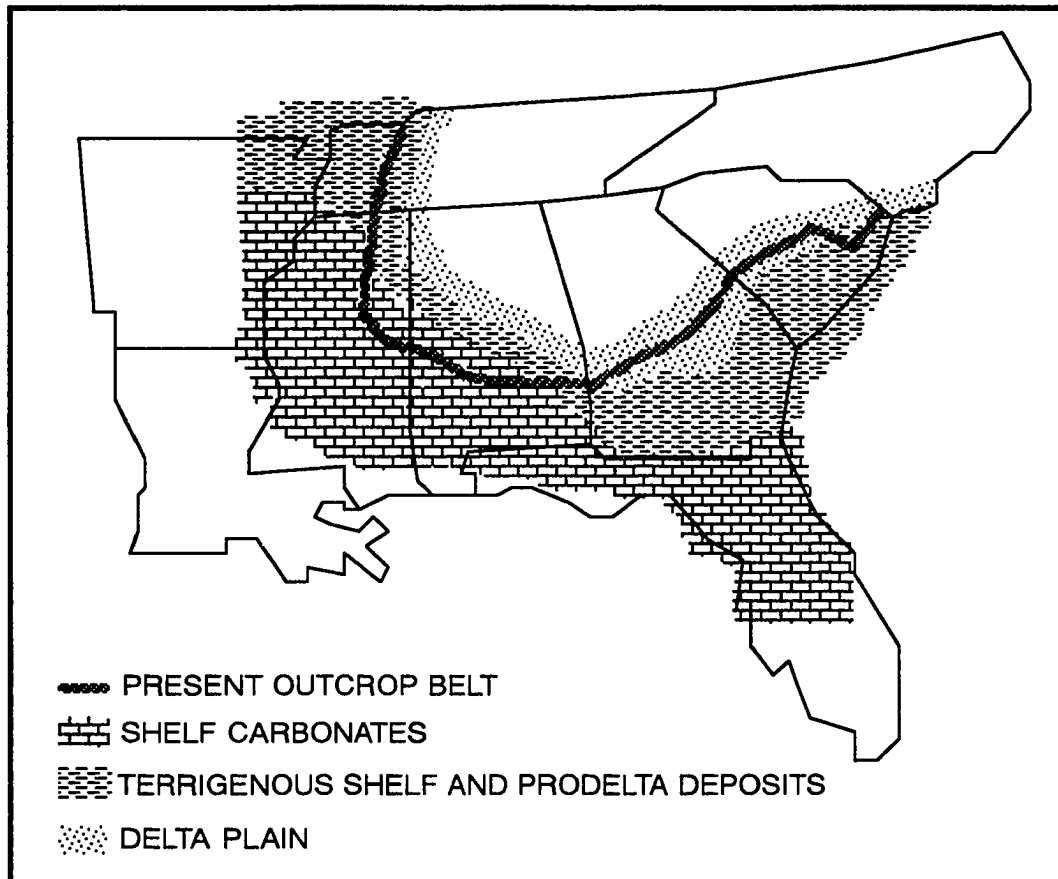 PRESENT OUTCROP BELT
SHELF CARBONATES
TERRIGENOUS SHELF AND PRODELTA DEPOSITS
DELTA PLAIN